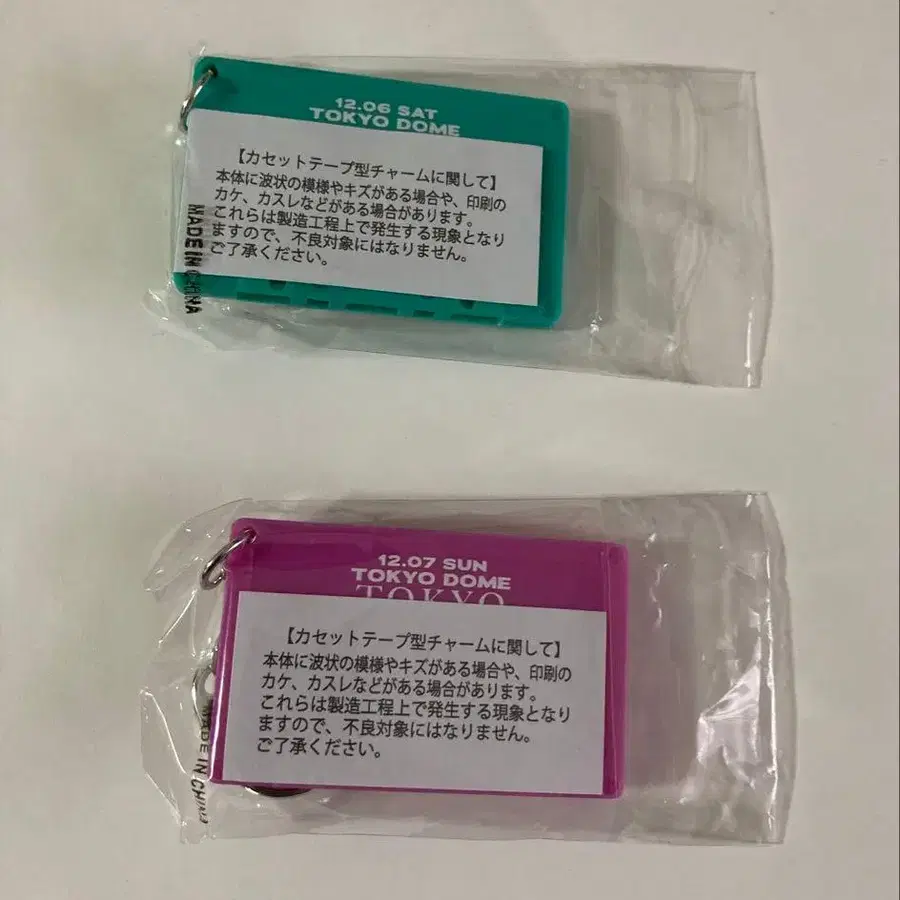 12.06 SAT
TOKYO DOME
【カセットテープ型チャームに関して】
本体に波状の模様やキズがある場合や、印刷の
カケ、カスレなどがある場合があります。
これらは製造工程上で発生する現象となり
ますので、不良対象にはなりません。
ご了承ください。
MADE IN CHINA
12.07 SUN
TOKYO DOME
TOKYO
【カセットテープ型チャームに関して】
本体に波状の模様やキズがある場合や、印刷の
カケ、カスレなどがある場合があります。
これらは製造工程上で発生する現象となり
ますので、不良対象にはなりません。
ご了承ください。
MADE IN CHINA